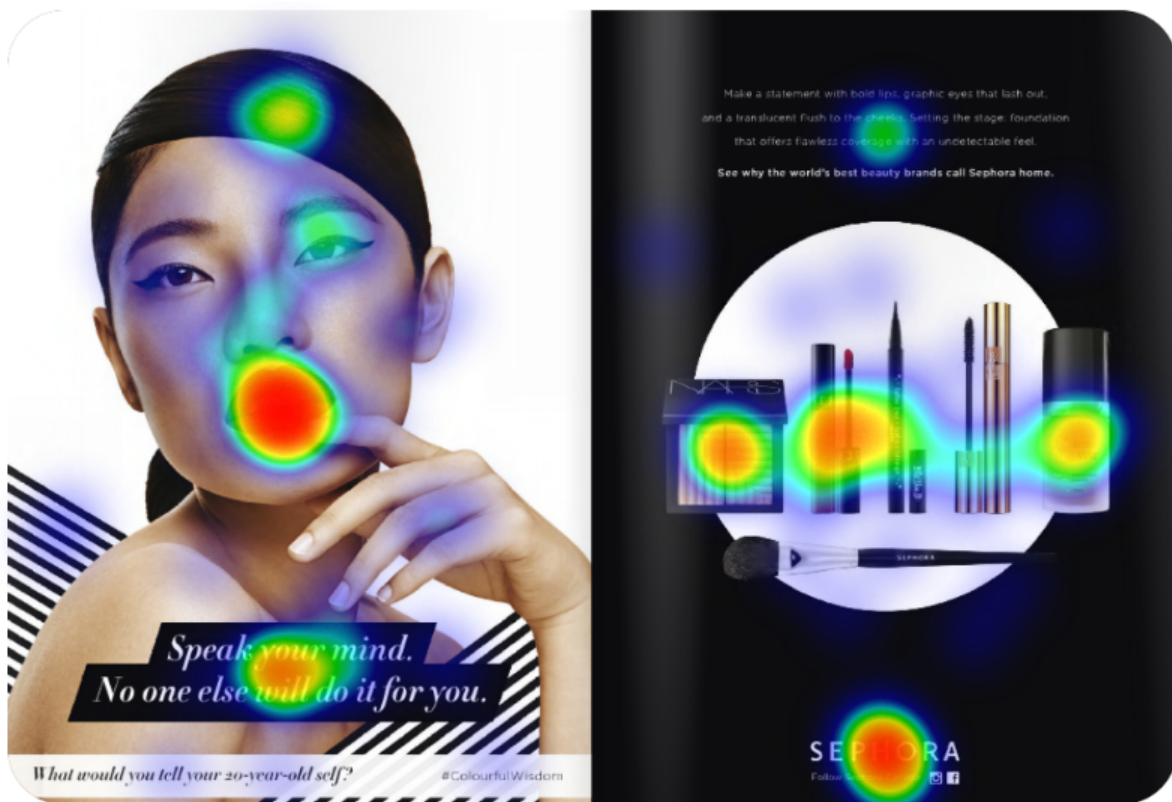 Speak your mind.
No one else will do it for you.
What would you tell your 20-year-old self?
#ColourfulWisdom
Make a statement with bold lips, graphic eyes that lash out,
and a translucent flush to the cheeks. Setting the stage: foundation
that offers flawless coverage with an undetectable feel.
See why the world's best beauty brands call Sephora home.
NARS
SEPHORA
SEPHORA
Follow